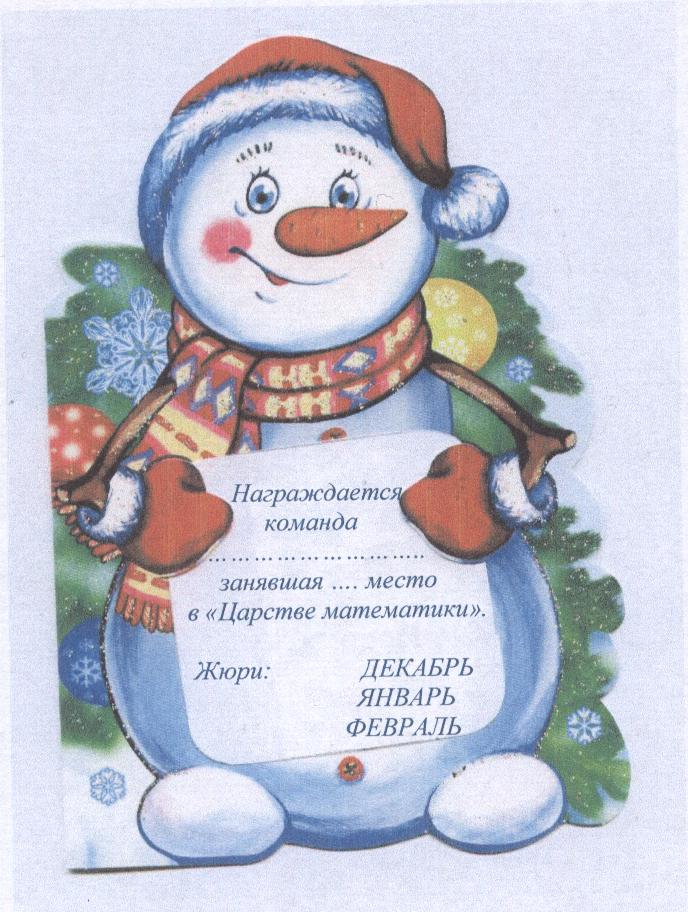 Награждается
команда
……………………..
занявшая …. место
в «Царстве математики».
Жюри: ДЕКАБРЬ
ЯНВАРЬ
ФЕВРАЛЬ